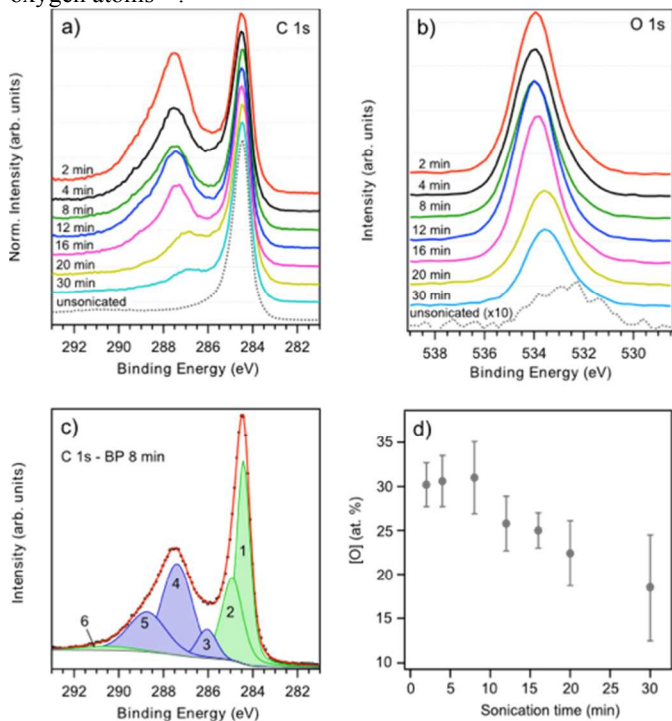 oxygen atoms
a)
C 1s
Norm. Intensity (arb. units)
2 min
4 min
8 min
12 min
16 min
20 min
30 min
unsonicated
292 290 288 286 284 282
Binding Energy (eV)
b)
O 1s
Intensity (arb. units)
2 min
4 min
8 min
12 min
16 min
20 min
30 min
unsonicated (x10)
538 536 534 532 530
Binding Energy (eV)
c)
C 1s - BP 8 min
Intensity (arb. units)
1
2
3
4
5
6
292 290 288 286 284 282
Binding Energy (eV)
d)
[O] (at. %)
35
30
25
20
15
10
0 5 10 15 20 25 30
Sonication time (min)